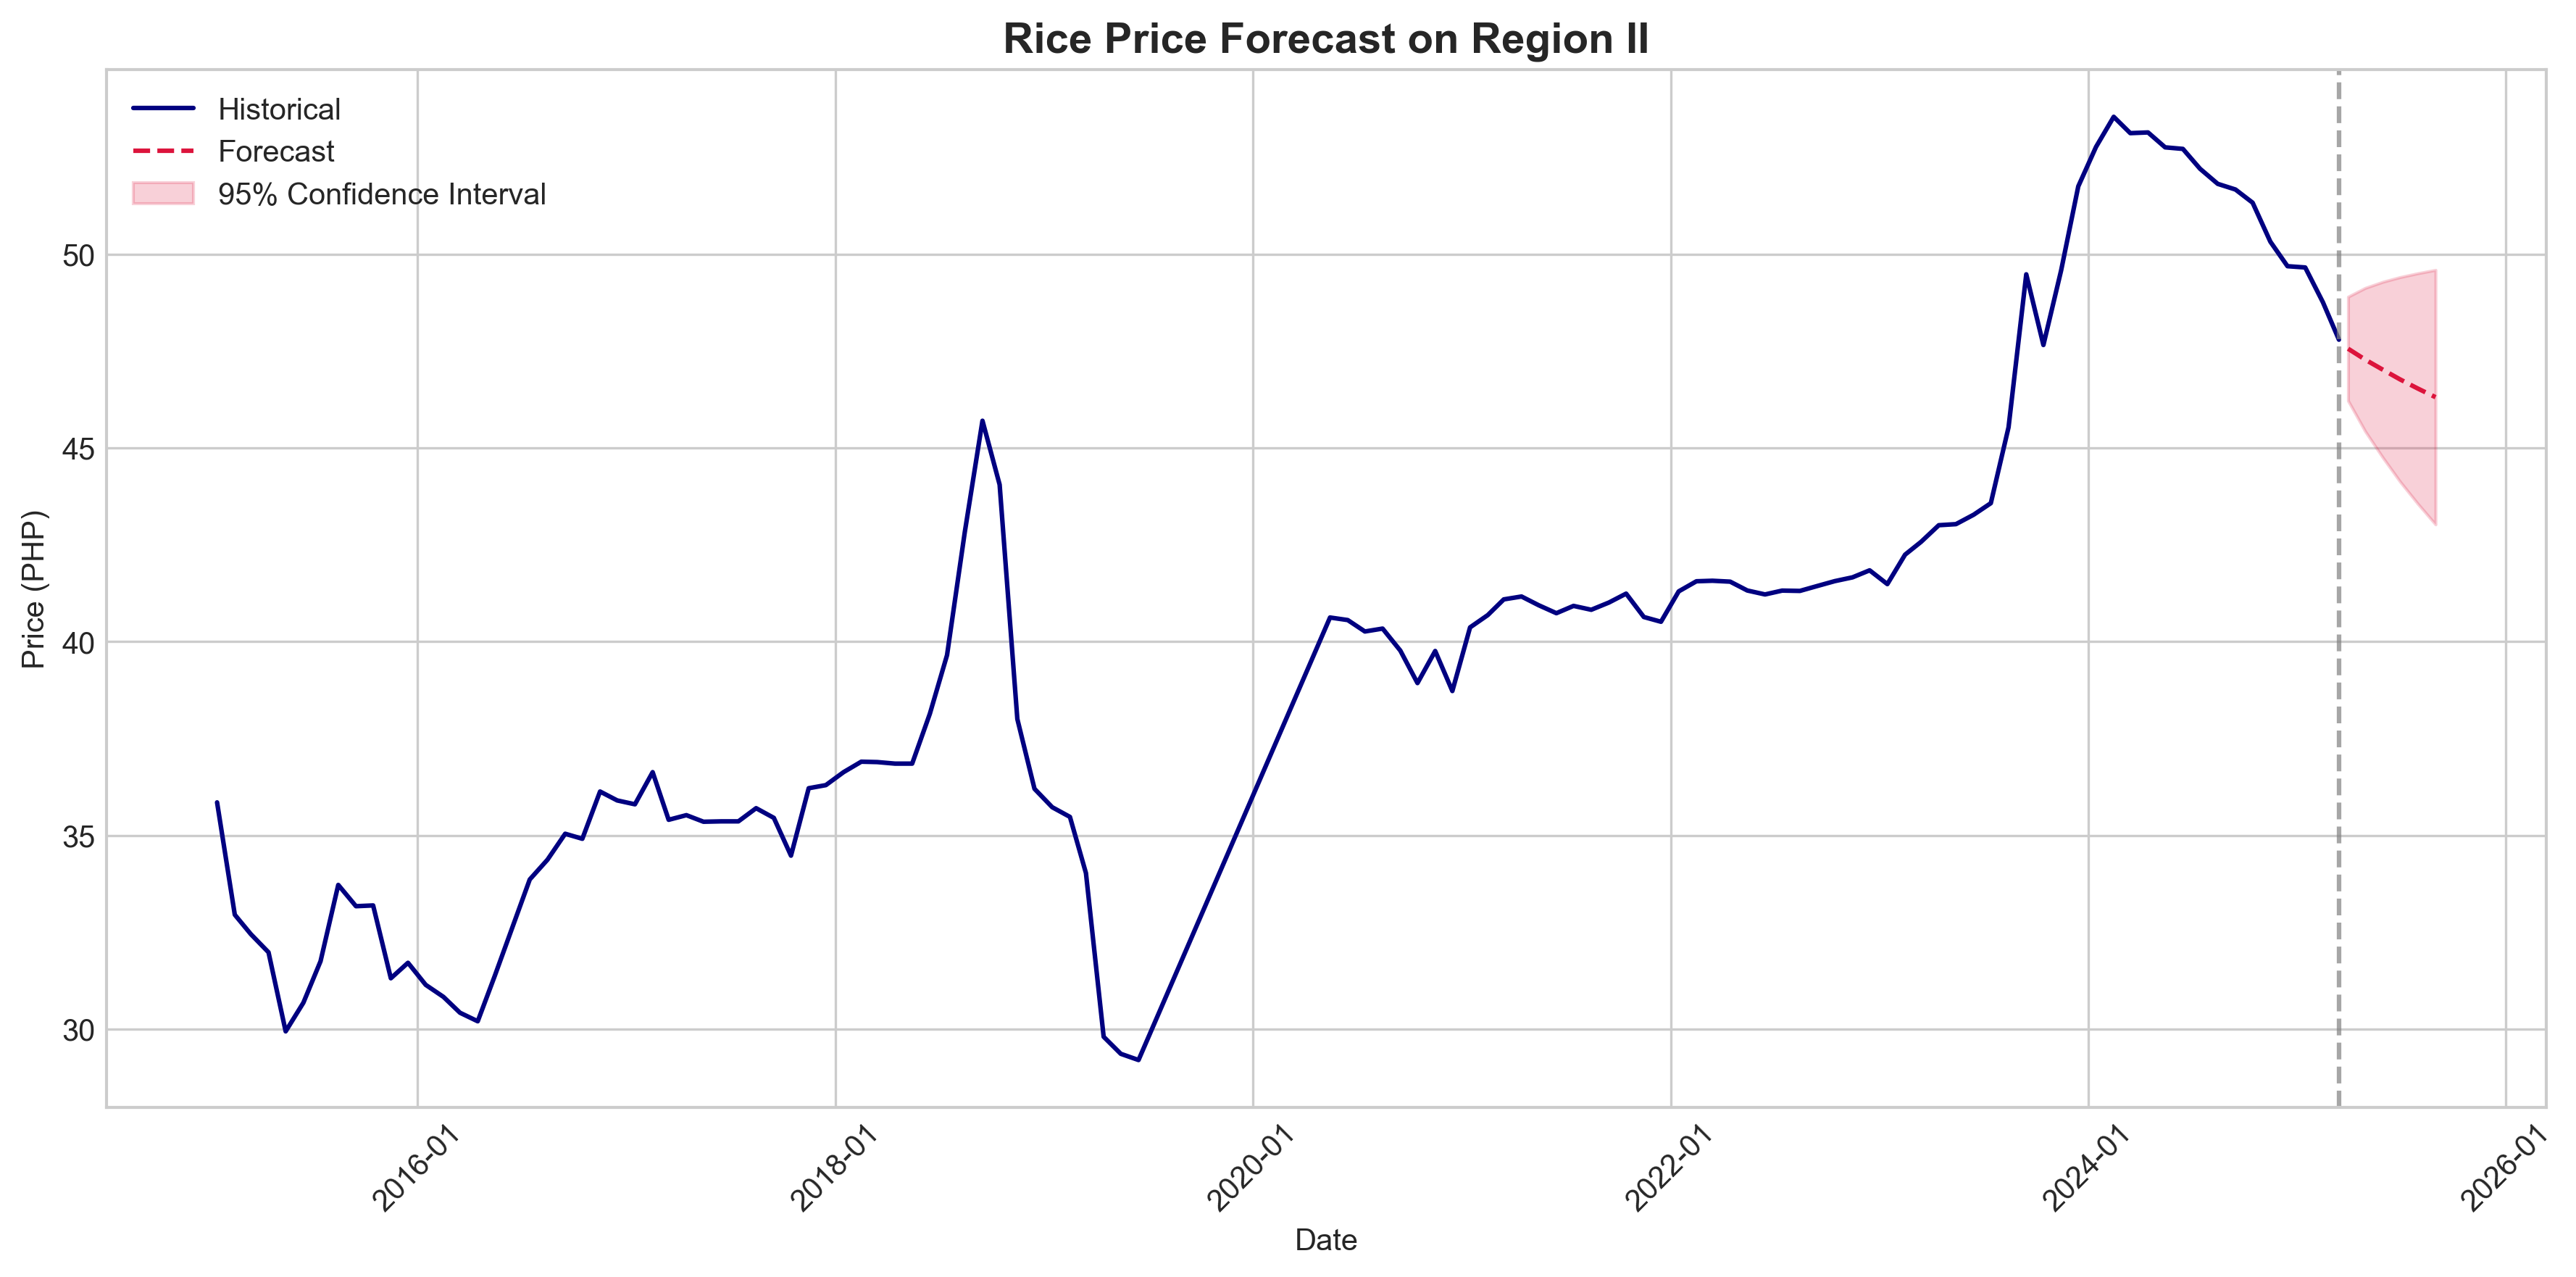 Rice Price Forecast on Region II
Historical
Forecast
95% Confidence Interval
50
45
40
35
30
Price (PHP)
2016-01
2018-01
2020-01
2022-01
2024-01
2026-01
Date